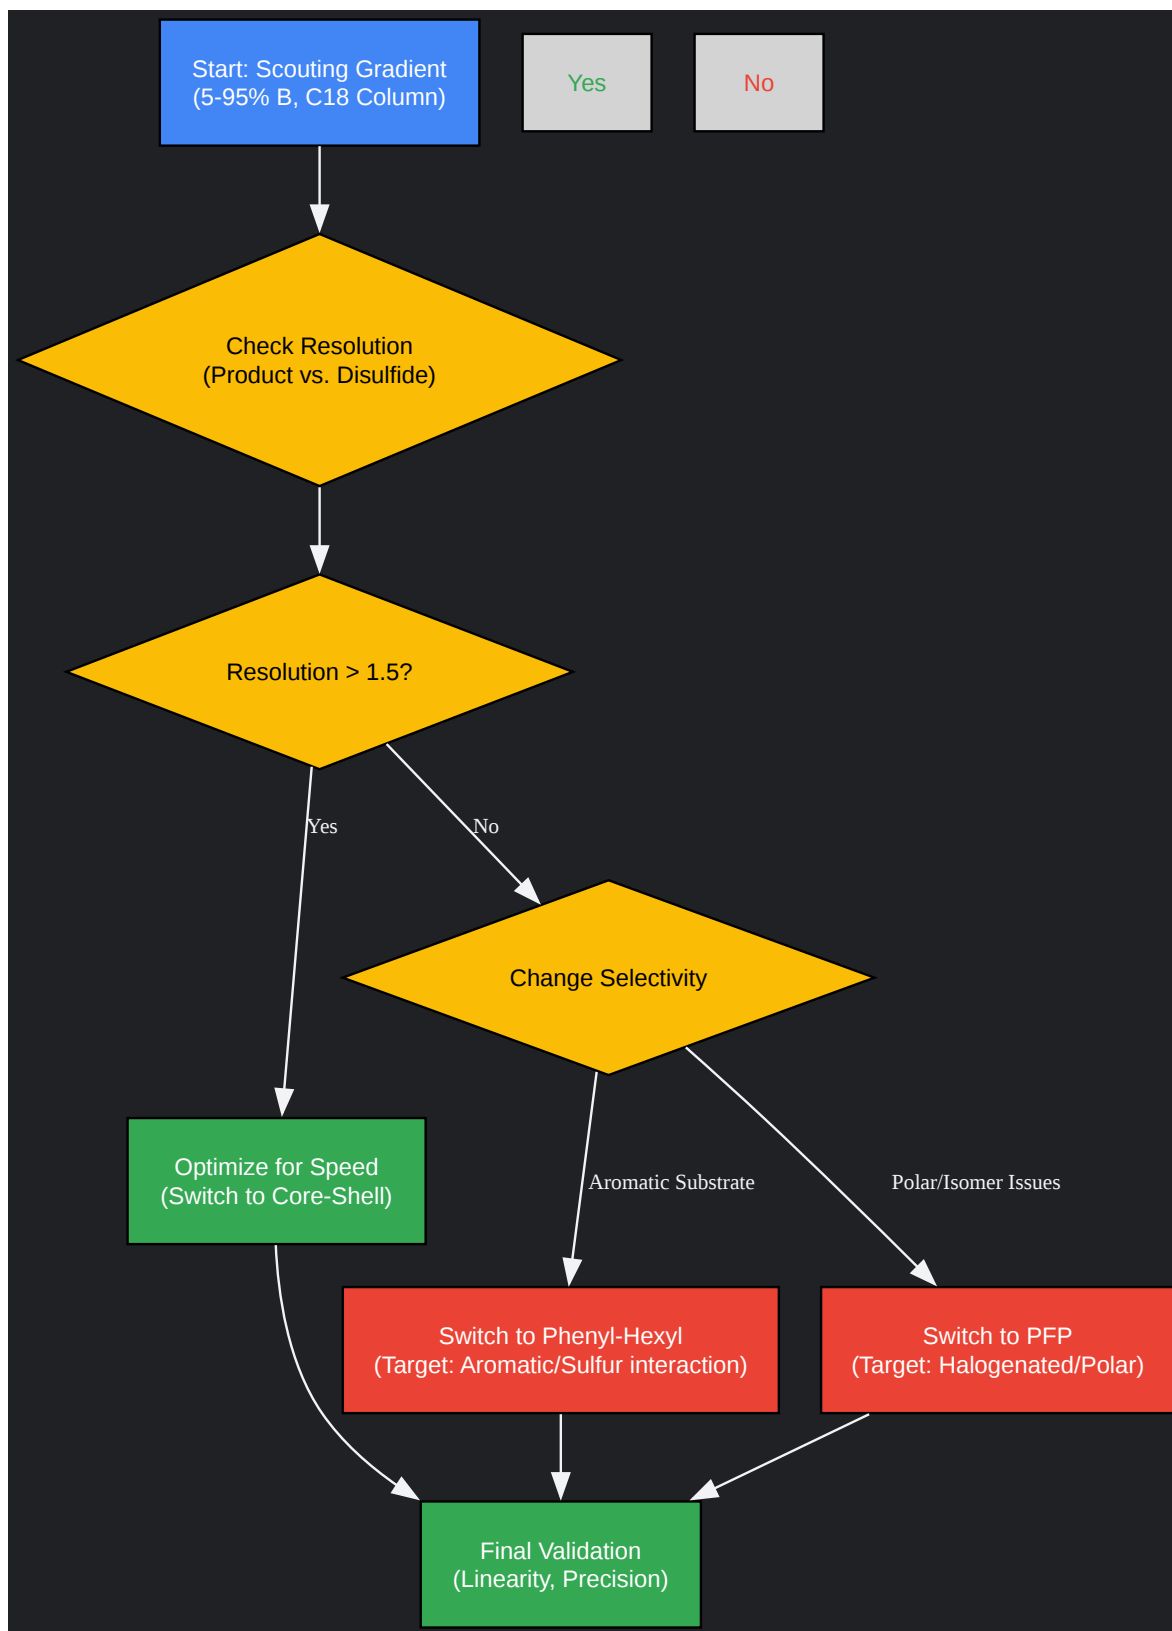 Start: Scouting Gradient
(5-95% B, C18 Column)
Yes
No
Check Resolution
(Product vs. Disulfide)
Resolution > 1.5?
Yes
No
Change Selectivity
Optimize for Speed
(Switch to Core-Shell)
Aromatic Substrate
Polar/Isomer Issues
Switch to Phenyl-Hexyl
(Target: Aromatic/Sulfur interaction)
Switch to PFP
(Target: Halogenated/Polar)
Final Validation
(Linearity, Precision)